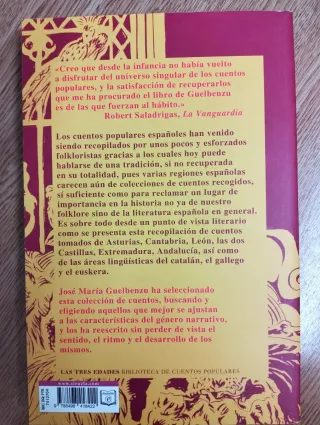 «Creo que desde la infancia no había vuelto
a disfrutar del universo singular de los cuentos
populares, y la satisfacción de recuperarlos
que me ha procurado el libro de Guelbenzu
es de las que fuerzan al hábito.»
Robert Saladrigas, La Vanguardia
Los cuentos populares españoles han venido
siendo recopilados por unos pocos y esforzados
folkloristas gracias a los cuales hoy puede
hablarse de una tradición, si no recuperada
en su totalidad, pues varias regiones españolas
carecen aún de colecciones de cuentos recogidos,
sí suficiente como para reclamar un lugar de
importancia en la historia no ya de nuestro
folklore sino de la literatura española en general.
Es sobre todo desde un punto de vista literario
como se presenta esta recopilación de cuentos
tomados de Asturias, Cantabria, León, las dos
Castillas, Extremadura, Andalucía, así como
de las áreas lingüísticas del catalán, el gallego
y el euskera.
José María Guelbenzu ha seleccionado
esta colección de cuentos, buscando y
eligiendo aquellos que mejor se ajustan
a las características del género narrativo,
y los ha reescrito sin perder de vista el
sentido, el ritmo y el desarrollo de los
mismos.
LAS TRES EDADES BIBLIOTECA DE CUENTOS POPULARES
www.siruela.com